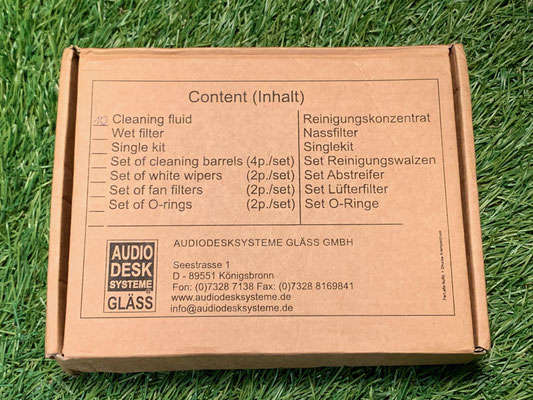 Content (Inhalt)
10 Cleaning fluid Reinigungskonzentrat
Wet filter Nassfilter
Single kit Singlekit
Set of cleaning barrels (4p./set) Set Reinigungswalzen
Set of white wipers (2p./set) Set Abstreifer
Set of fan filters (2p./set) Set Lüfterfilter
Set of O-rings (2p./set) Set O-Ringe
AUDIO
DESK
SYSTEME
GLÄSS
AUDIODESKSYSTEME GLÄSS GMBH
Seestrasse 1
D - 89551 Königsbronn
Fon: (0)7328 7138 Fax: (0)7328 8169841
www.audiodesksysteme.de
info@audiodesksysteme.de